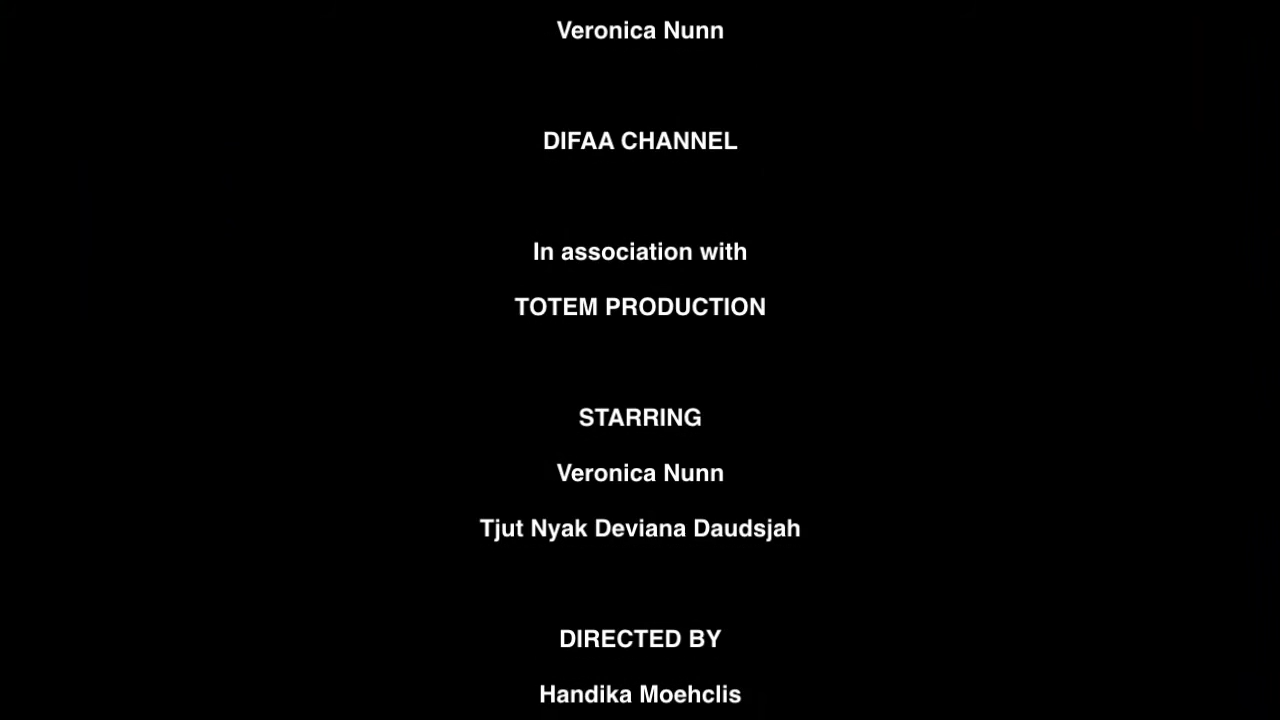 Veronica Nunn
DIFAA CHANNEL
In association with
TOTEM PRODUCTION
STARRING
Veronica Nunn
Tjut Nyak Deviana Daudsjah
DIRECTED BY
Handika Moehclis